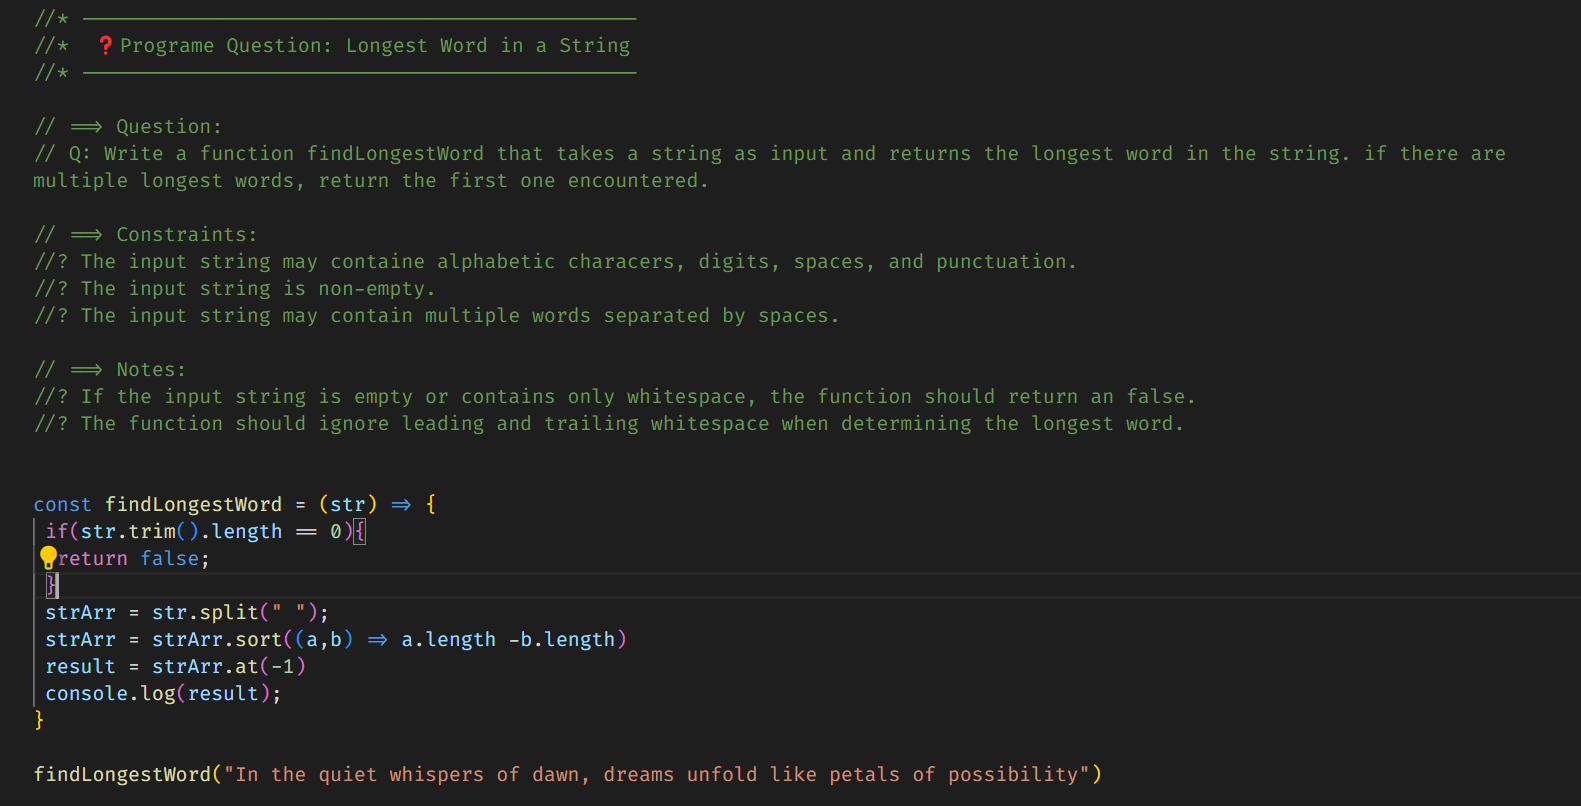 //* ──────────────────────────────
//* ❓Programe Question: Longest Word in a String
//* ──────────────────────────────
// ==> Question:
// Q: Write a function findLongestWord that takes a string as input and returns the longest word in the string. if there are
multiple longest words, return the first one encountered.
// ==> Constraints:
//? The input string may containe alphabetic characers, digits, spaces, and punctuation.
//? The input string is non-empty.
//? The input string may contain multiple words separated by spaces.
// ==> Notes:
//? If the input string is empty or contains only whitespace, the function should return an false.
//? The function should ignore leading and trailing whitespace when determining the longest word.
const findLongestWord = (str) => {
if(str.trim().length == 0){
return false;
}
strArr = str.split(" ");
strArr = strArr.sort((a,b) => a.length -b.length)
result = strArr.at(-1)
console.log(result);
}
findLongestWord("In the quiet whispers of dawn, dreams unfold like petals of possibility")